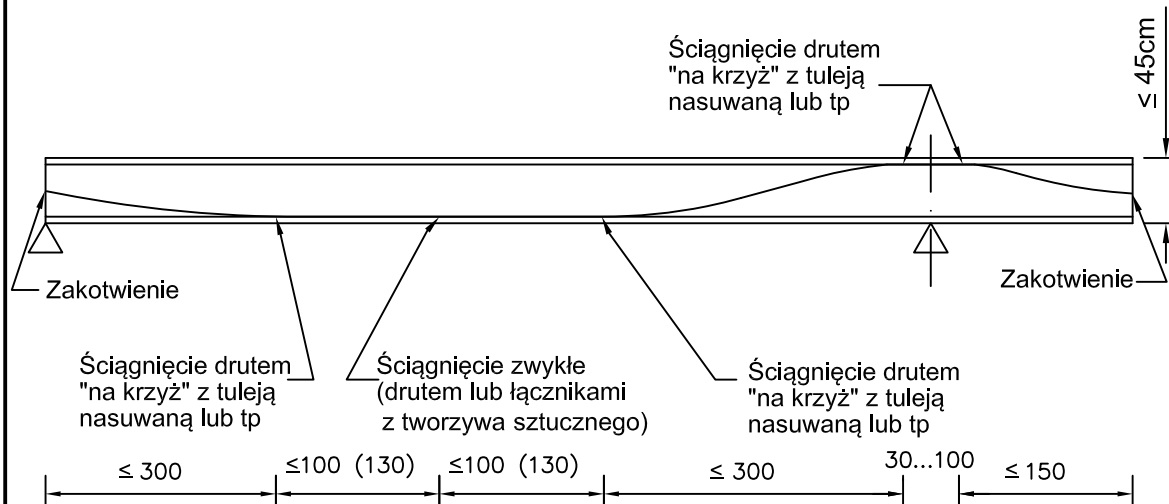 Ściągnięcie drutem
"na krzyż" z tuleją
nasuwaną lub tp
≤ 45cm
Zakotwienie
Zakotwienie
Ściągnięcie drutem
"na krzyż" z tuleją
nasuwaną lub tp
Ściągnięcie zwykłe
(drutem lub łącznikami
z tworzywa sztucznego)
Ściągnięcie drutem
"na krzyż" z tuleją
nasuwaną lub tp
≤ 300
≤100 (130)
≤100 (130)
≤ 300
30...100
≤ 150